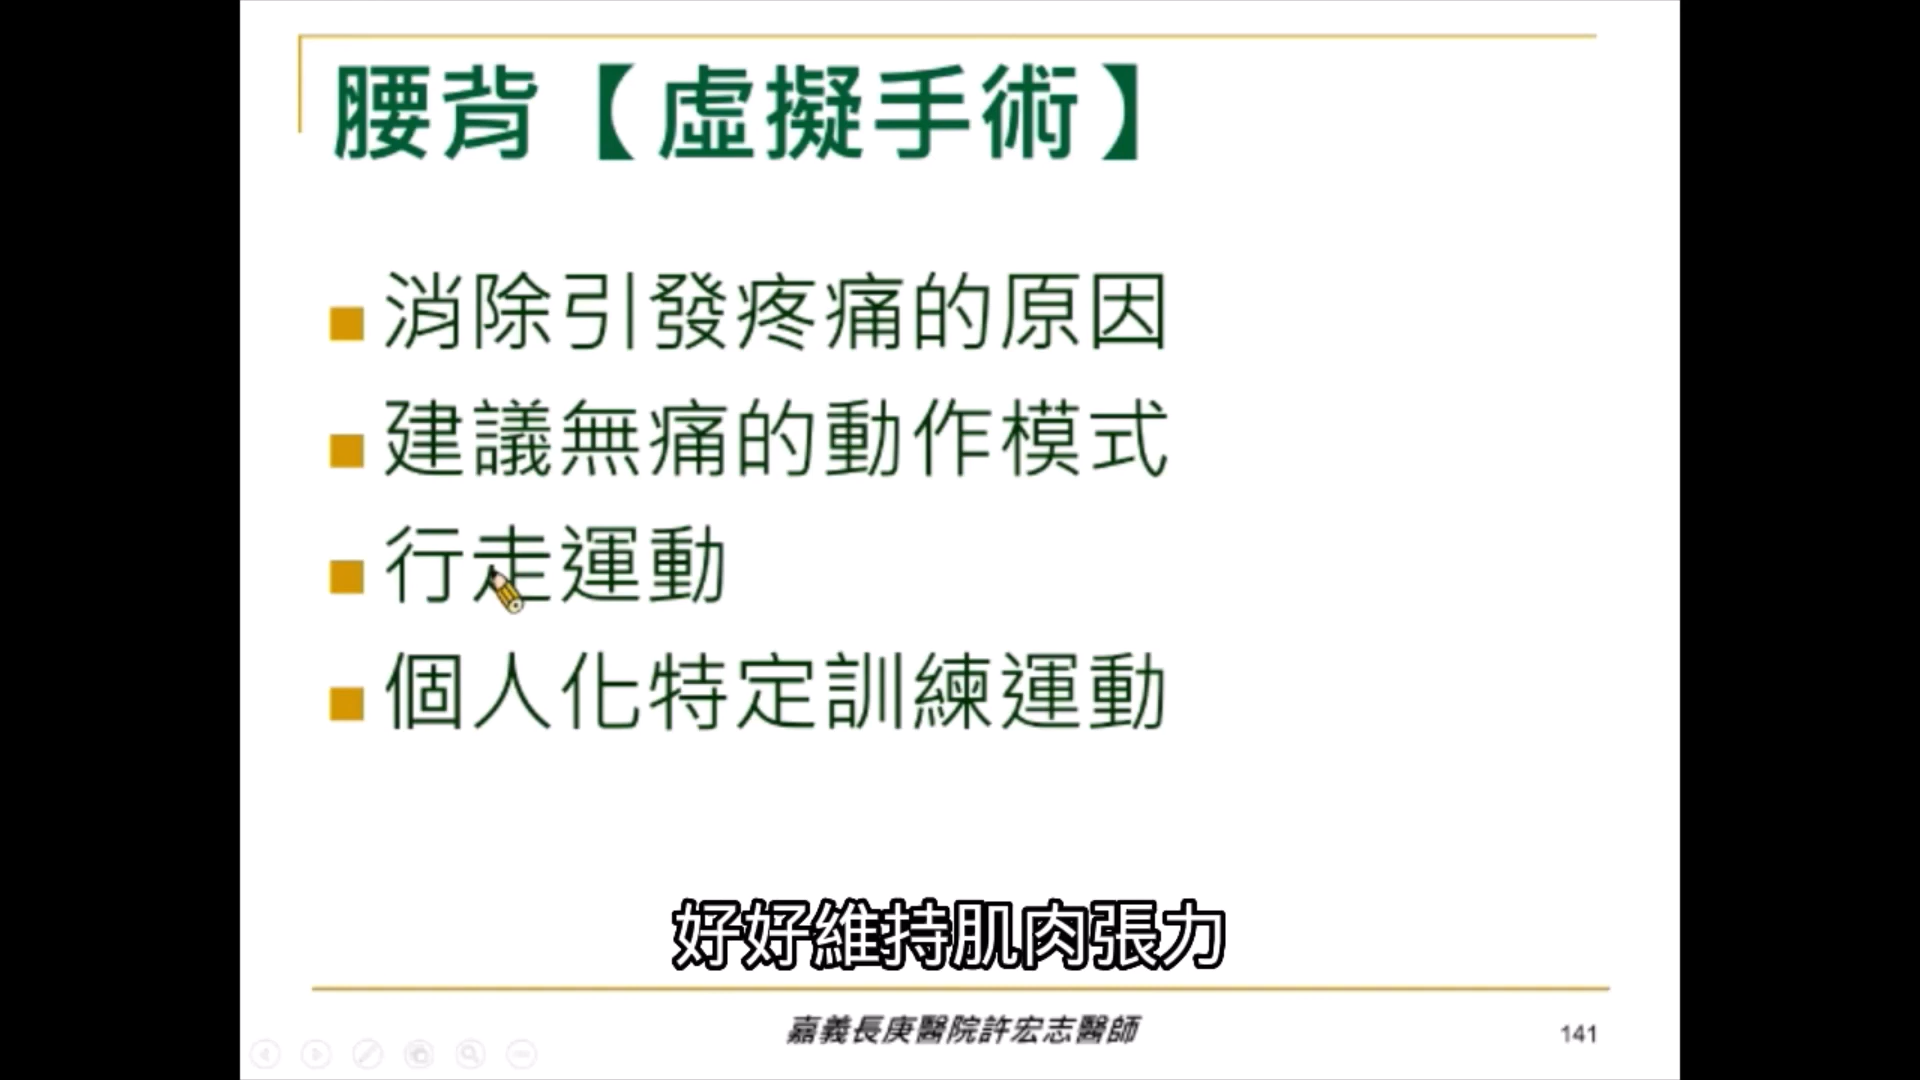 腰背【虛擬手術】
消除引發疼痛的原因
建議無痛的動作模式
行走運動
個人化特定訓練運動
好好維持肌肉張力
嘉義長庚醫院許宏志醫師
141